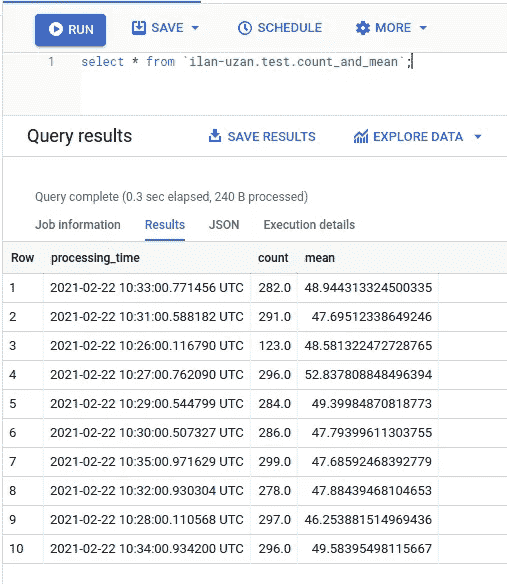 RUN SAVE SCHEDULE MORE
1 select * from `ilan-uzan.test.count_and_mean`;
Query results SAVE RESULTS EXPLORE DATA
Query complete (0.3 sec elapsed, 240 B processed)
Job information Results JSON Execution details
Row processing_time count mean
1 2021-02-22 10:33:00.771456 UTC 282.0 48.944313324500335
2 2021-02-22 10:31:00.588182 UTC 291.0 47.69512338649246
3 2021-02-22 10:26:00.116790 UTC 123.0 48.581322472728765
4 2021-02-22 10:27:00.762090 UTC 296.0 52.837808848496394
5 2021-02-22 10:29:00.544799 UTC 284.0 49.39984870818773
6 2021-02-22 10:30:00.507327 UTC 286.0 47.79399611303755
7 2021-02-22 10:35:00.971629 UTC 299.0 47.68592468392779
8 2021-02-22 10:32:00.930304 UTC 278.0 47.88439468104653
9 2021-02-22 10:28:00.110568 UTC 297.0 46.253881514969436
10 2021-02-22 10:34:00.934200 UTC 296.0 49.58395498115667